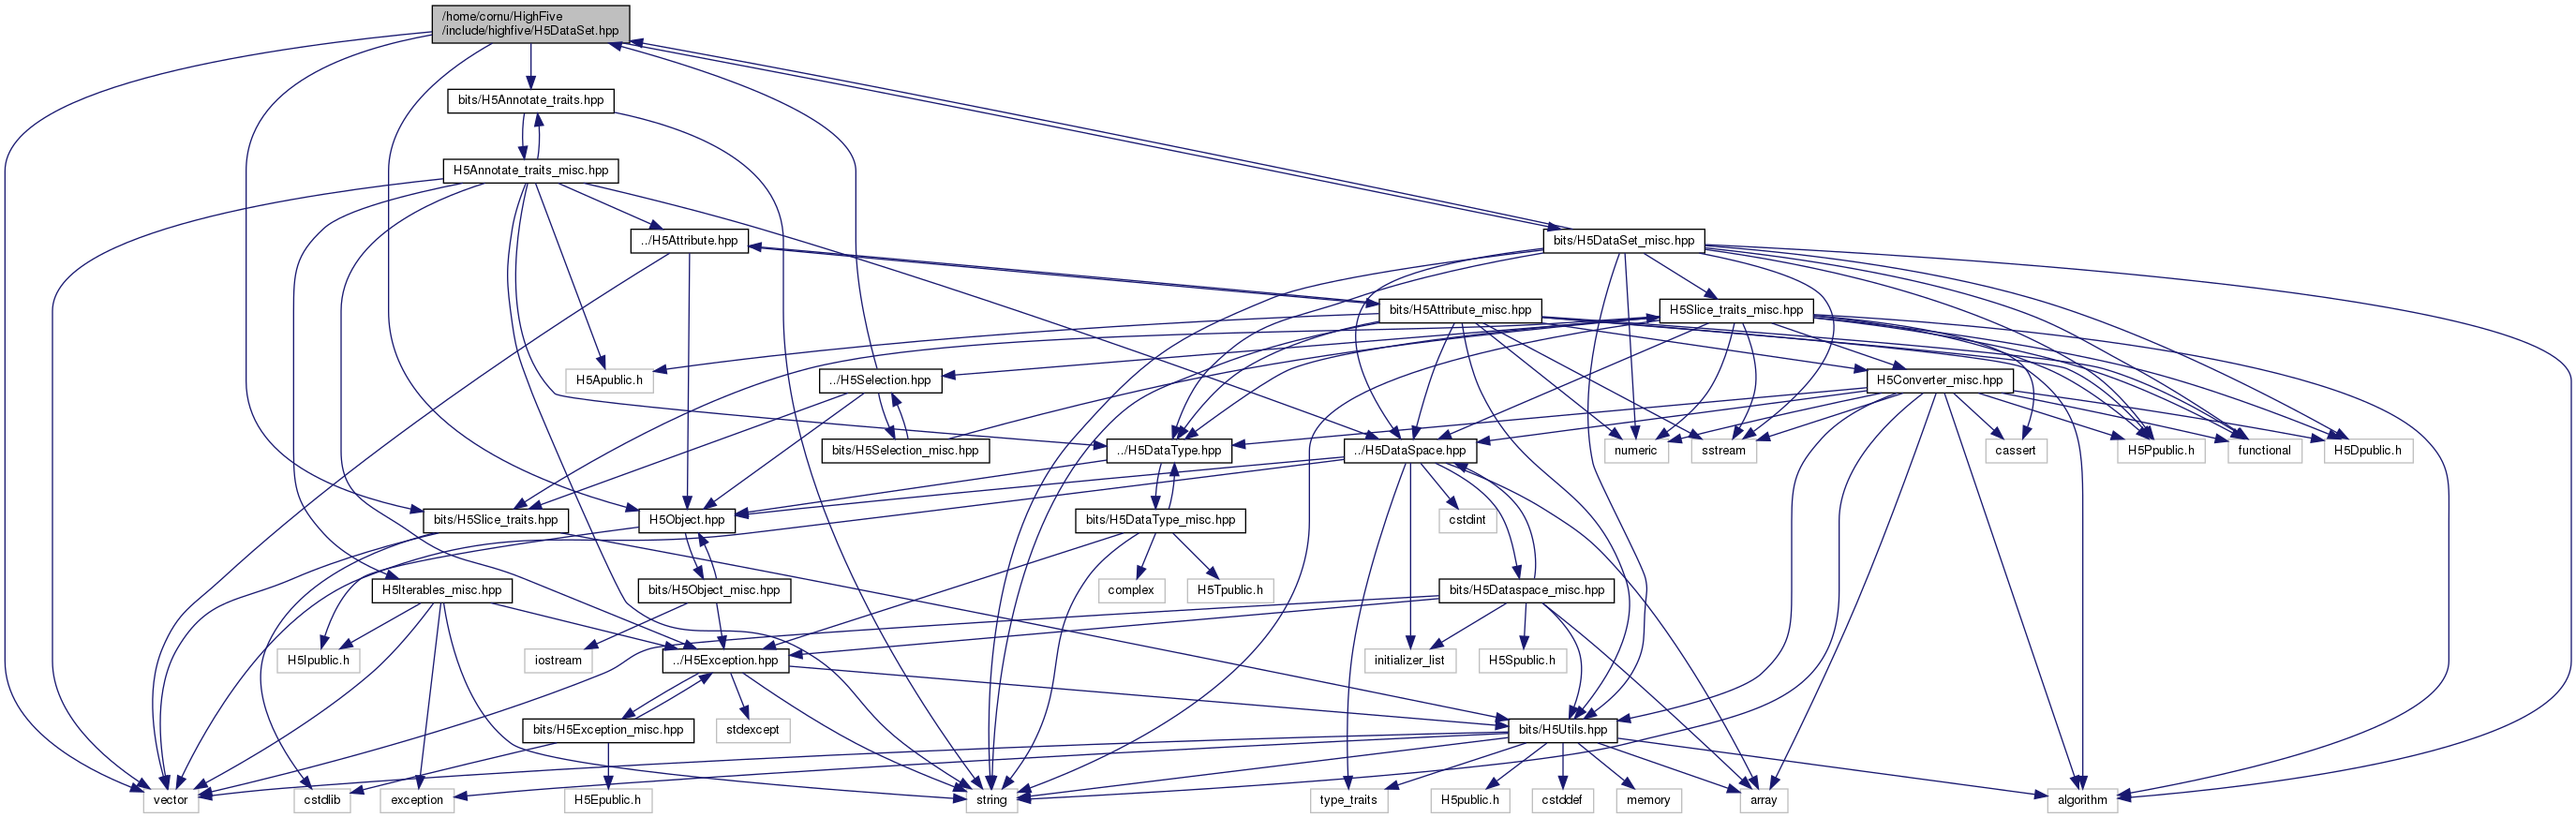 /home/cornu/HighFive
/include/highfive/H5DataSet.hpp
bits/H5Annotate_traits.hpp
H5Annotate_traits_misc.hpp
../H5Attribute.hpp
bits/H5DataSet_misc.hpp
bits/H5Attribute_misc.hpp
H5Slice_traits_misc.hpp
H5Apublic.h
../H5Selection.hpp
H5Converter_misc.hpp
bits/H5Selection_misc.hpp
../H5DataType.hpp
../H5DataSpace.hpp
numeric
sstream
cassert
H5Ppublic.h
functional
H5Dpublic.h
bits/H5Slice_traits.hpp
H5Object.hpp
bits/H5DataType_misc.hpp
cstdint
H5Iterables_misc.hpp
bits/H5Object_misc.hpp
complex
H5Tpublic.h
bits/H5Dataspace_misc.hpp
H5Ipublic.h
iostream
../H5Exception.hpp
initializer_list
H5Spublic.h
bits/H5Exception_misc.hpp
stdexcept
bits/H5Utils.hpp
vector
cstdlib
exception
H5Epublic.h
string
type_traits
H5public.h
cstddef
memory
array
algorithm